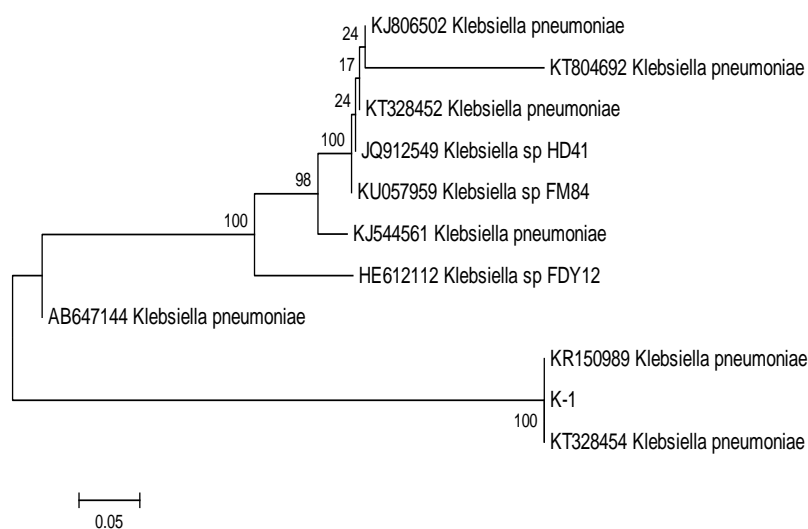 24
KJ806502 Klebsiella pneumoniae
17
KT804692 Klebsiella pneumoniae
24
KT328452 Klebsiella pneumoniae
100
JQ912549 Klebsiella sp HD41
98
KU057959 Klebsiella sp FM84
100
KJ544561 Klebsiella pneumoniae
HE612112 Klebsiella sp FDY12
AB647144 Klebsiella pneumoniae
KR150989 Klebsiella pneumoniae
K-1
100
KT328454 Klebsiella pneumoniae
0.05